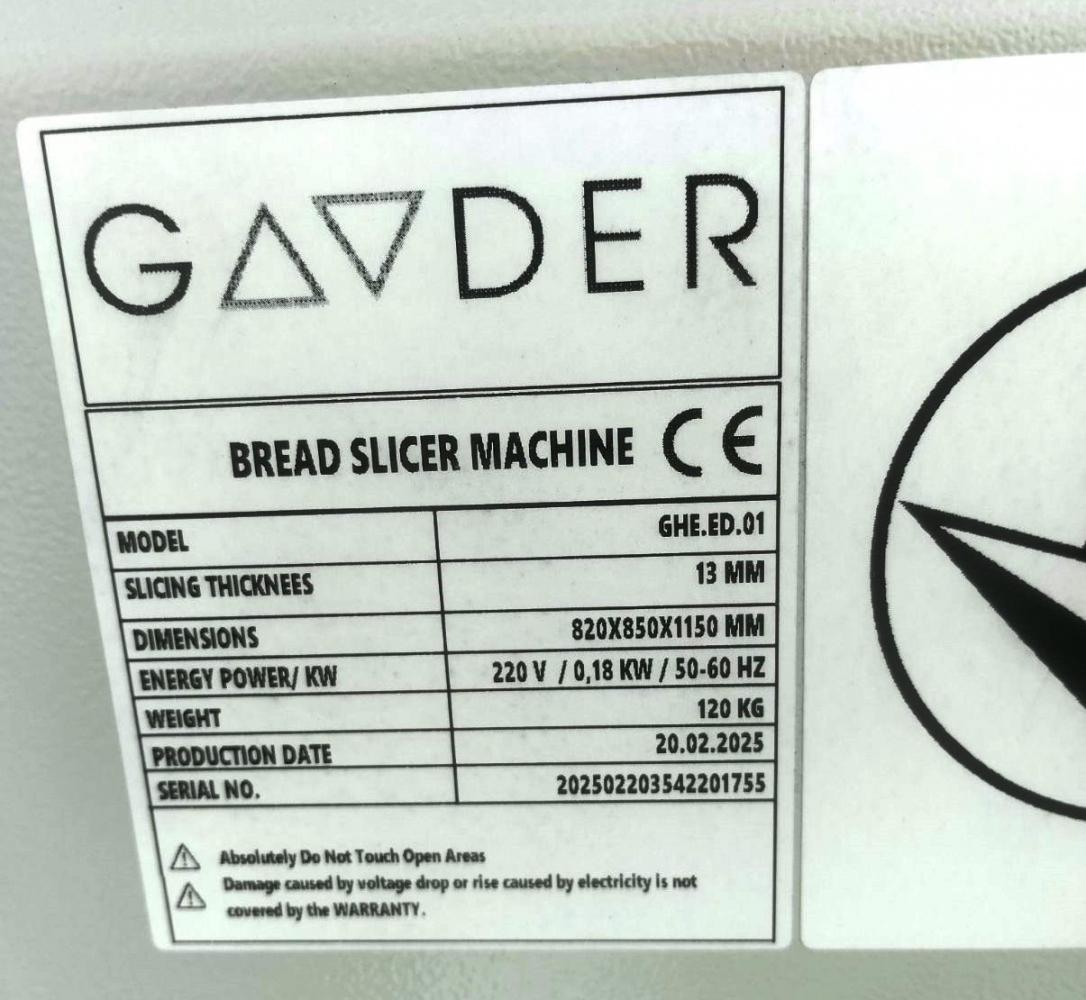 GAVDER
BREAD SLICER MACHINE CE
MODEL GHE.ED.01
SLICING THICKNEES 13 MM
DIMENSIONS 820X850X1150 MM
ENERGY POWER/ KW 220 V / 0,18 KW / 50-60 HZ
WEIGHT 120 KG
PRODUCTION DATE 20.02.2025
SERIAL NO. 202502203542201755
Absolutely Do Not Touch Open Areas
Damage caused by voltage drop or rise caused by electricity is not
covered by the WARRANTY.